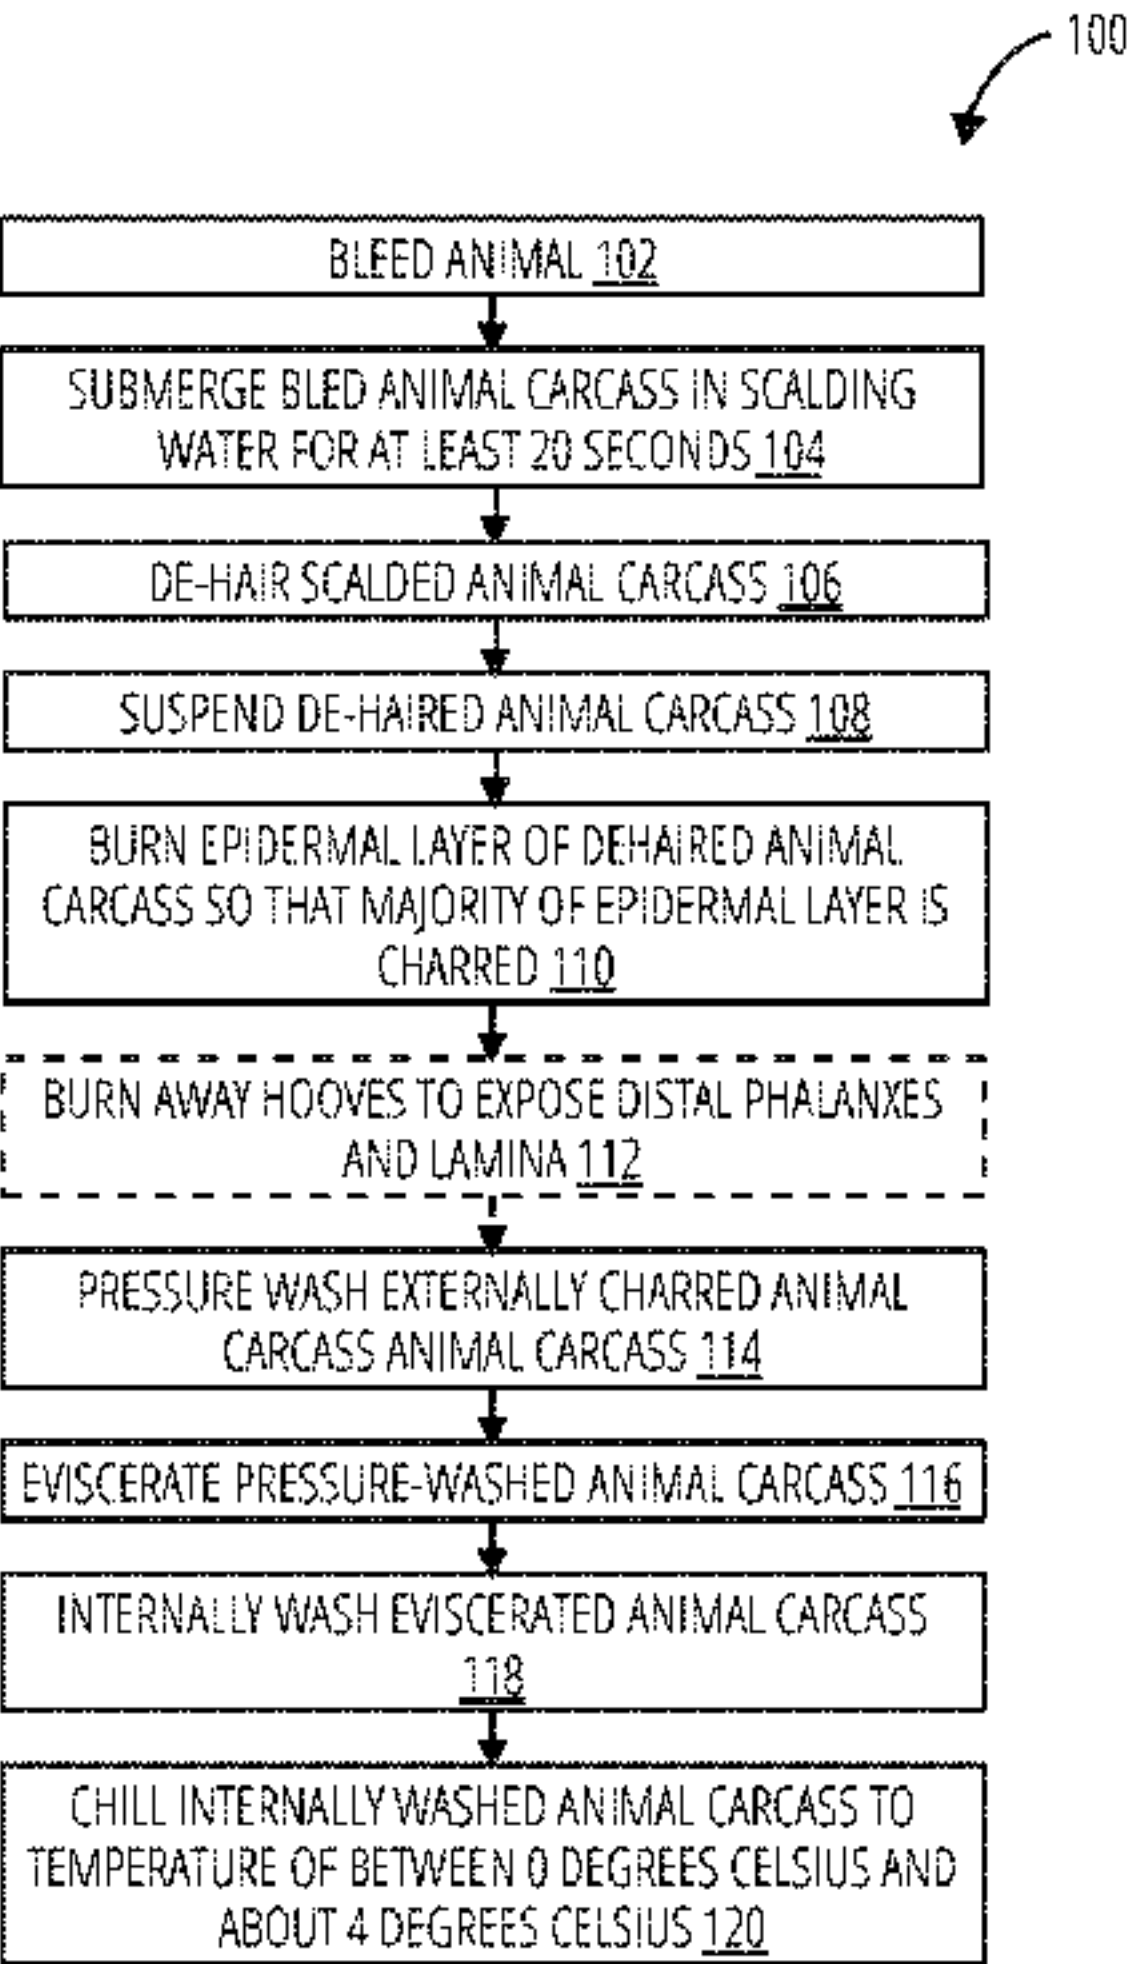 100
BLEED ANIMAL 102
SUBMERGE BLED ANIMAL CARCASS IN SCALDING
WATER FOR AT LEAST 20 SECONDS 104
DE-HAIR SCALDED ANIMAL CARCASS 106
SUSPEND DE-HAIRED ANIMAL CARCASS 108
BURN EPIDERMAL LAYER OF DEHAIRED ANIMAL
CARCASS SO THAT MAJORITY OF EPIDERMAL LAYER IS
CHARRED 110
BURN AWAY HOOVES TO EXPOSE DISTAL PHALANXES
AND LAMINA 112
PRESSURE WASH EXTERNALLY CHARRED ANIMAL
CARCASS ANIMAL CARCASS 114
EVISCERATE PRESSURE-WASHED ANIMAL CARCASS 116
INTERNALLY WASH EVISCERATED ANIMAL CARCASS
118
CHILL INTERNALLY WASHED ANIMAL CARCASS TO
TEMPERATURE OF BETWEEN 0 DEGREES CELSIUS AND
ABOUT 4 DEGREES CELSIUS 120